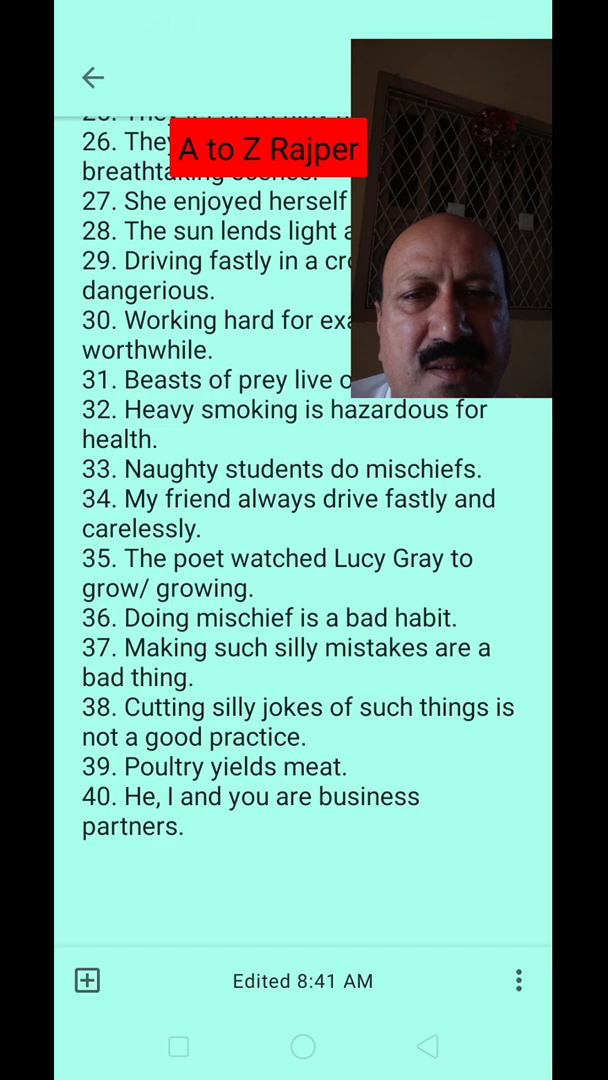 A to Z Rajper
26. They
breathtaking scenes.
27. She enjoyed herself
28. The sun lends light a
29. Driving fastly in a cro
dangerious.
30. Working hard for exa
worthwhile.
31. Beasts of prey live o
32. Heavy smoking is hazardous for
health.
33. Naughty students do mischiefs.
34. My friend always drive fastly and
carelessly.
35. The poet watched Lucy Gray to
grow/ growing.
36. Doing mischief is a bad habit.
37. Making such silly mistakes are a
bad thing.
38. Cutting silly jokes of such things is
not a good practice.
39. Poultry yields meat.
40. He, I and you are business
partners.
Edited 8:41 AM